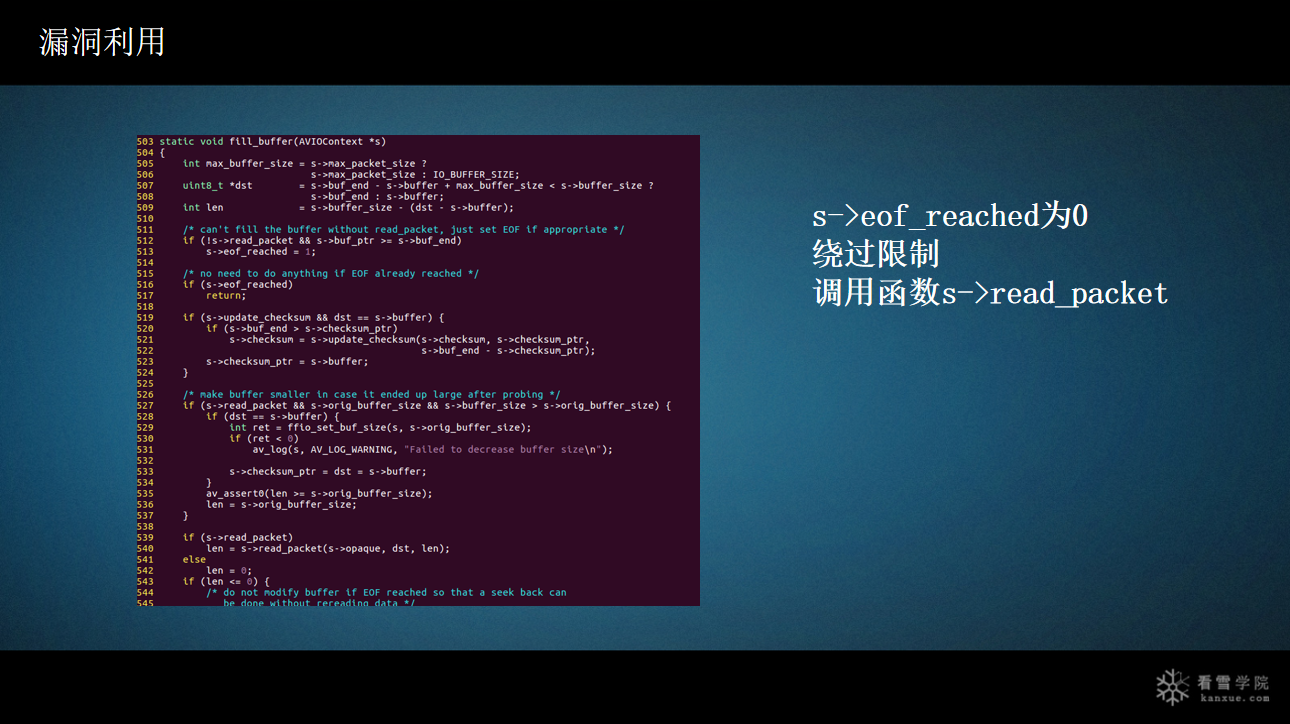 漏洞利用
503 static void fill_buffer(AVIOContext *s)
504 {
505     int max_buffer_size = s->max_packet_size ?
506                           s->max_packet_size : IO_BUFFER_SIZE;
507     uint8_t *dst        = s->buf_end - s->buffer + max_buffer_size < s->buffer_size ?
508                           s->buf_end : s->buffer;
509     int len             = s->buffer_size - (dst - s->buffer);
510
511     /* can't fill the buffer without read_packet, just set EOF if appropriate */
512     if (!s->read_packet && s->buf_ptr >= s->buf_end)
513         s->eof_reached = 1;
514
515     /* no need to do anything if EOF already reached */
516     if (s->eof_reached)
517         return;
518
519     if (s->update_checksum && dst == s->buffer) {
520         if (s->buf_end > s->checksum_ptr)
521             s->checksum = s->update_checksum(s->checksum, s->checksum_ptr,
522                                              s->buf_end - s->checksum_ptr);
523         s->checksum_ptr = s->buffer;
524     }
525
526     /* make buffer smaller in case it ended up large after probing */
527     if (s->read_packet && s->orig_buffer_size && s->buffer_size > s->orig_buffer_size) {
528         if (dst == s->buffer) {
529             int ret = ffio_set_buf_size(s, s->orig_buffer_size);
530             if (ret < 0)
531                 av_log(s, AV_LOG_WARNING, "Failed to decrease buffer size\n");
532
533             s->checksum_ptr = dst = s->buffer;
534         }
535         av_assert0(len >= s->orig_buffer_size);
536         len = s->orig_buffer_size;
537     }
538
539     if (s->read_packet)
540         len = s->read_packet(s->opaque, dst, len);
541     else
542         len = 0;
543     if (len <= 0) {
544         /* do not modify buffer if EOF reached so that a seek back can
545            be done without rereading data */
s->eof_reached为0
绕过限制
调用函数s->read_packet
看雪学院
kanxue.com